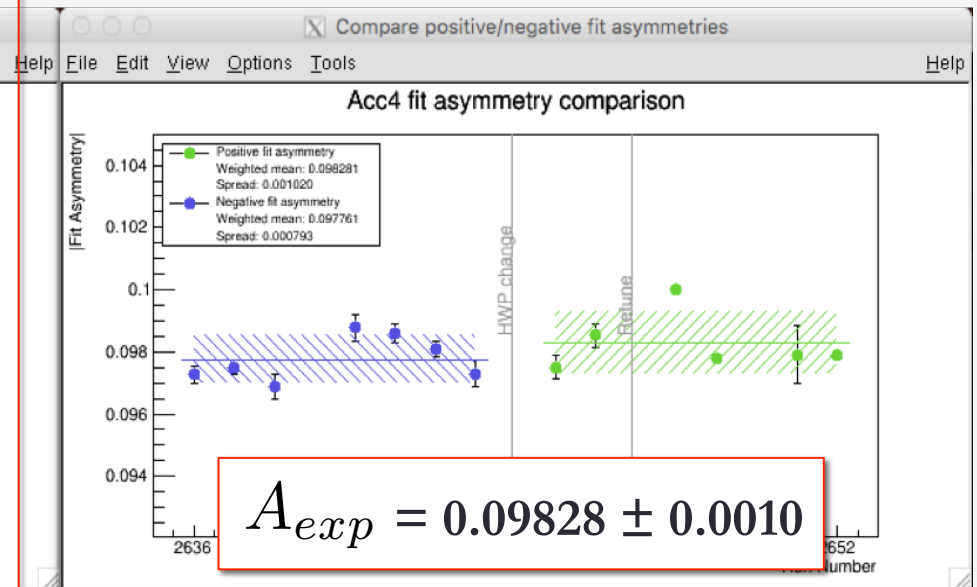 Compare positive/negative fit asymmetries
Help File Edit View Options Tools Help
Acc4 fit asymmetry comparison
|Fit Asymmetry|
0.104
0.102
0.1
0.098
0.096
0.094
Positive fit asymmetry
Weighted mean: 0.098281
Spread: 0.001020
Negative fit asymmetry
Weighted mean: 0.097761
Spread: 0.000793
HWP change
Retune
A_exp = 0.09828 ± 0.0010
2636
2652
Number